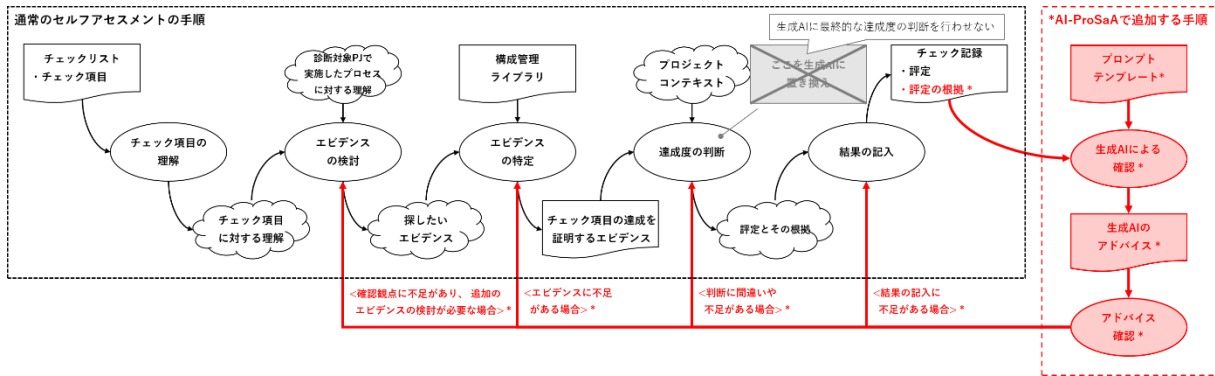 通常のセルフアセスメントの手順
生成AIに最終的な達成度の判断を行わせない
*AI-ProSaAで追加する手順
チェックリスト
・チェック項目
診断対象PJで
実施したプロセス
に対する理解
構成管理
ライブラリ
プロジェクト
コンテキスト
ここを生成AIに
置き換え
チェック記録
・評定
・評定の根拠 *
プロンプト
テンプレート*
チェック項目の
理解
エビデンス
の検討
エビデンス
の特定
達成度の判断
結果の記入
生成AIによる
確認 *
チェック項目
に対する理解
探したい
エビデンス
チェック項目の達成を
証明するエビデンス
評定とその根拠
生成AIの
アドバイス *
<確認観点に不足があり、追加の
エビデンスの検討が必要な場合> *
<エビデンスに不足
がある場合> *
<判断に間違いや
不足がある場合> *
<結果の記入に
不足がある場合> *
アドバイス
確認 *